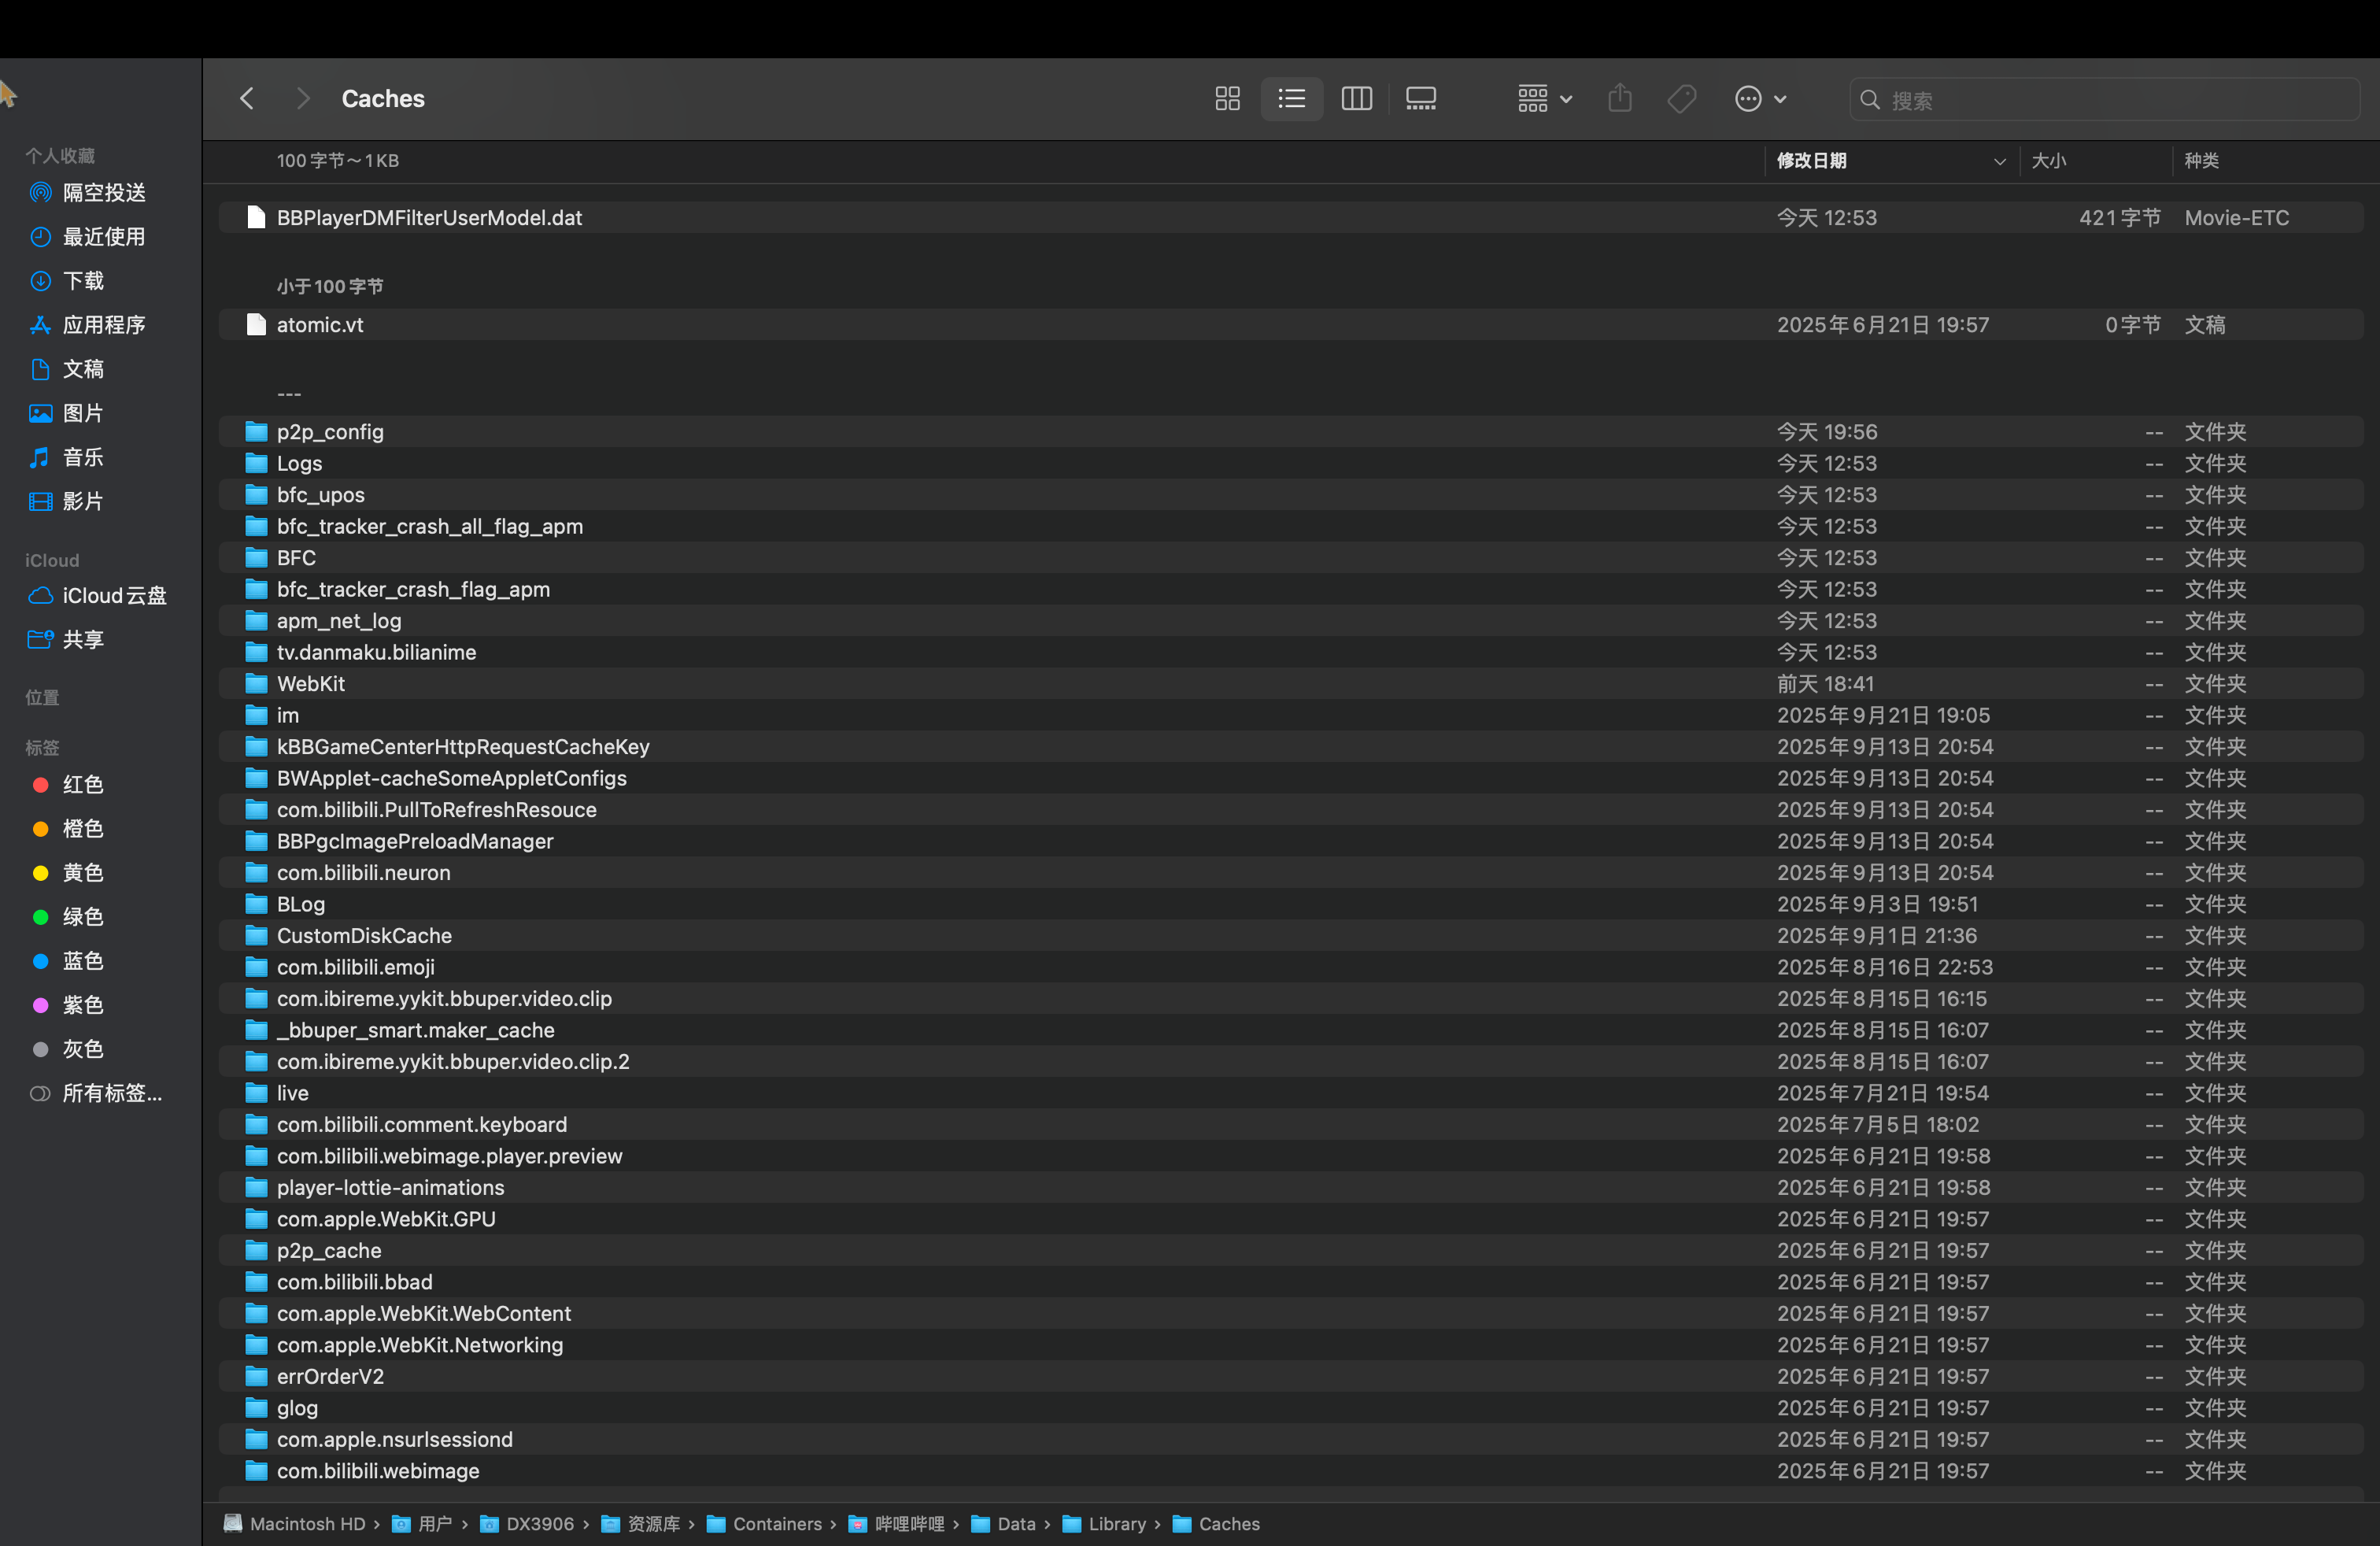 Caches
搜索
个人收藏
隔空投送
最近使用
下载
应用程序
文稿
图片
音乐
影片
iCloud
iCloud云盘
共享
位置
标签
红色
橙色
黄色
绿色
蓝色
紫色
灰色
所有标签...
100字节～1KB 修改日期 大小 种类
BBPlayerDMFilterUserModel.dat 今天 12:53 421字节 Movie-ETC
小于100字节
atomic.vt 2025年6月21日 19:57 0字节 文稿
---
p2p_config 今天 19:56 -- 文件夹
Logs 今天 12:53 -- 文件夹
bfc_upos 今天 12:53 -- 文件夹
bfc_tracker_crash_all_flag_apm 今天 12:53 -- 文件夹
BFC 今天 12:53 -- 文件夹
bfc_tracker_crash_flag_apm 今天 12:53 -- 文件夹
apm_net_log 今天 12:53 -- 文件夹
tv.danmaku.bilianime 今天 12:53 -- 文件夹
WebKit 前天 18:41 -- 文件夹
im 2025年9月21日 19:05 -- 文件夹
kBBGameCenterHttpRequestCacheKey 2025年9月13日 20:54 -- 文件夹
BWApplet-cacheSomeAppletConfigs 2025年9月13日 20:54 -- 文件夹
com.bilibili.PullToRefreshResouce 2025年9月13日 20:54 -- 文件夹
BBPgcImagePreloadManager 2025年9月13日 20:54 -- 文件夹
com.bilibili.neuron 2025年9月13日 20:54 -- 文件夹
BLog 2025年9月3日 19:51 -- 文件夹
CustomDiskCache 2025年9月1日 21:36 -- 文件夹
com.bilibili.emoji 2025年8月16日 22:53 -- 文件夹
com.ibireme.yykit.bbuper.video.clip 2025年8月15日 16:15 -- 文件夹
_bbuper_smart.maker_cache 2025年8月15日 16:07 -- 文件夹
com.ibireme.yykit.bbuper.video.clip.2 2025年8月15日 16:07 -- 文件夹
live 2025年7月21日 19:54 -- 文件夹
com.bilibili.comment.keyboard 2025年7月5日 18:02 -- 文件夹
com.bilibili.webimage.player.preview 2025年6月21日 19:58 -- 文件夹
player-lottie-animations 2025年6月21日 19:58 -- 文件夹
com.apple.WebKit.GPU 2025年6月21日 19:57 -- 文件夹
p2p_cache 2025年6月21日 19:57 -- 文件夹
com.bilibili.bbad 2025年6月21日 19:57 -- 文件夹
com.apple.WebKit.WebContent 2025年6月21日 19:57 -- 文件夹
com.apple.WebKit.Networking 2025年6月21日 19:57 -- 文件夹
errOrderV2 2025年6月21日 19:57 -- 文件夹
glog 2025年6月21日 19:57 -- 文件夹
com.apple.nsurlsessiond 2025年6月21日 19:57 -- 文件夹
com.bilibili.webimage 2025年6月21日 19:57 -- 文件夹
Macintosh HD › 用户 › DX3906 › 资源库 › Containers › 哔哩哔哩 › Data › Library › Caches